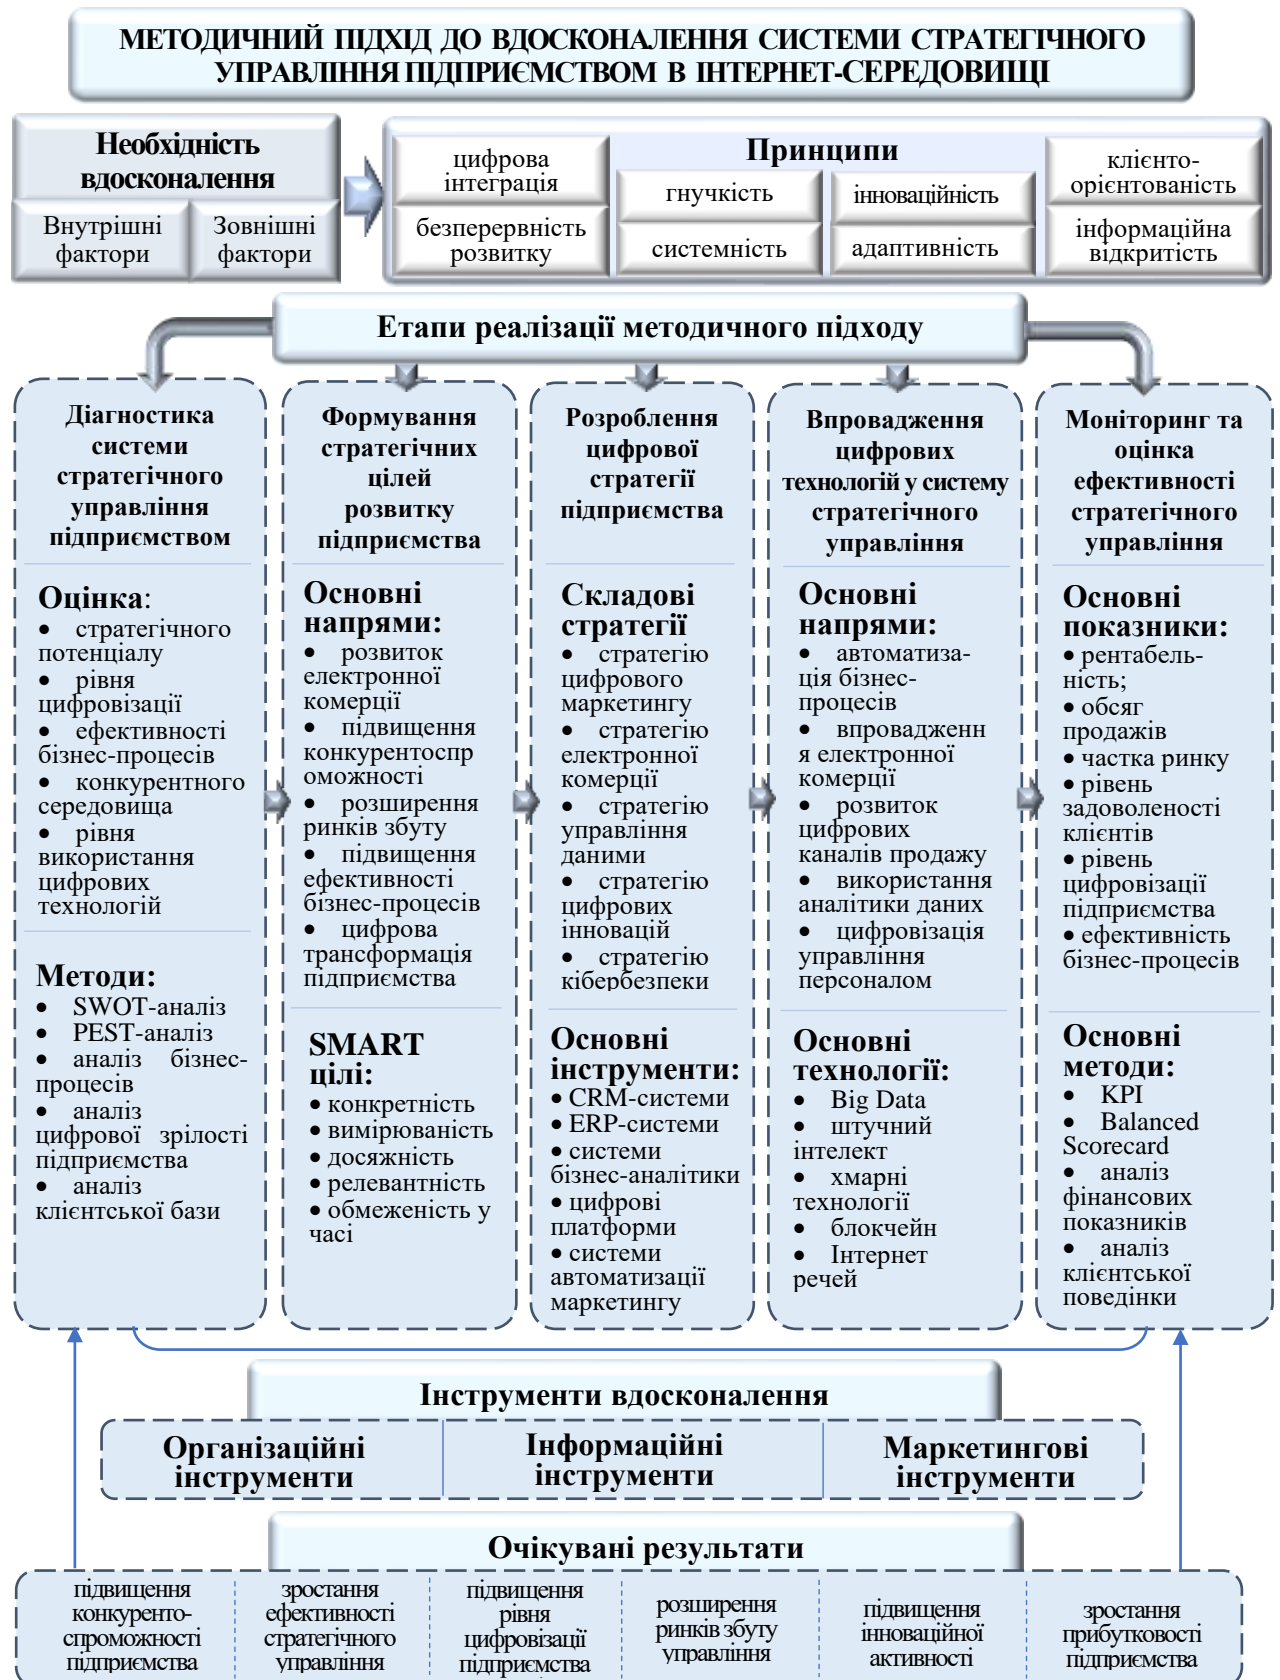 МЕТОДИЧНИЙ ПІДХІД ДО ВДОСКОНАЛЕННЯ СИСТЕМИ СТРАТЕГІЧНОГО
УПРАВЛІННЯ ПІДПРИЄМСТВОМ В ІНТЕРНЕТ-СЕРЕДОВИЩІ
Необхідність
вдосконалення
Внутрішні
фактори
Зовнішні
фактори
Принципи
цифрова
інтеграція
безперервність
розвитку
гнучкість
системність
інноваційність
адаптивність
клієнто-
орієнтованість
інформаційна
відкритість
Етапи реалізації методичного підходу
Діагностика
системи
стратегічного
управління
підприємством
Оцінка:
• стратегічного
потенціалу
• рівня
цифровізації
• ефективності
бізнес-процесів
• конкурентного
середовища
• рівня
використання
цифрових
технологій
Методи:
• SWOT-аналіз
• PEST-аналіз
• аналіз бізнес-
процесів
• аналіз
цифрової зрілості
підприємства
• аналіз
клієнтської бази
Формування
стратегічних
цілей
розвитку
підприємства
Основні
напрями:
• розвиток
електронної
комерції
• підвищення
конкурентоспр
оможності
• розширення
ринків збуту
• підвищення
ефективності
бізнес-процесів
• цифрова
трансформація
підприємства
SMART
цілі:
• конкретність
• вимірюваність
• досяжність
• релевантність
• обмеженість у
часі
Розроблення
цифрової
стратегії
підприємства
Складові
стратегії
• стратегію
цифрового
маркетингу
• стратегію
електронної
комерції
• стратегію
управління
даними
• стратегію
цифрових
інновацій
• стратегію
кібербезпеки
Основні
інструменти:
• CRM-системи
• ERP-системи
• системи
бізнес-аналітики
• цифрові
платформи
• системи
автоматизації
маркетингу
Впровадження
цифрових
технологій у систему
стратегічного
управління
Основні
напрями:
• автоматиза-
ція бізнес-
процесів
• впровадженн
я електронної
комерції
• розвиток
цифрових
каналів продажу
• використання
аналітики даних
• цифровізація
управління
персоналом
Основні
технології:
• Big Data
• штучний
інтелект
• хмарні
технології
• блокчейн
• Інтернет
речей
Моніторинг та
оцінка
ефективності
стратегічного
управління
Основні
показники:
• рентабель-
ність;
• обсяг
продажів
• частка ринку
• рівень
задоволеності
клієнтів
• рівень
цифровізації
підприємства
• ефективність
бізнес-процесів
Основні
методи:
• KPI
• Balanced
Scorecard
• аналіз
фінансових
показників
• аналіз
клієнтської
поведінки
Інструменти вдосконалення
Організаційні
інструменти
Інформаційні
інструменти
Маркетингові
інструменти
Очікувані результати
підвищення
конкуренто-
спроможності
підприємства
зростання
ефективності
стратегічного
управління
підвищення
рівня
цифровізації
підприємства
розширення
ринків збуту
управління
підвищення
інноваційної
активності
зростання
прибутковості
підприємства